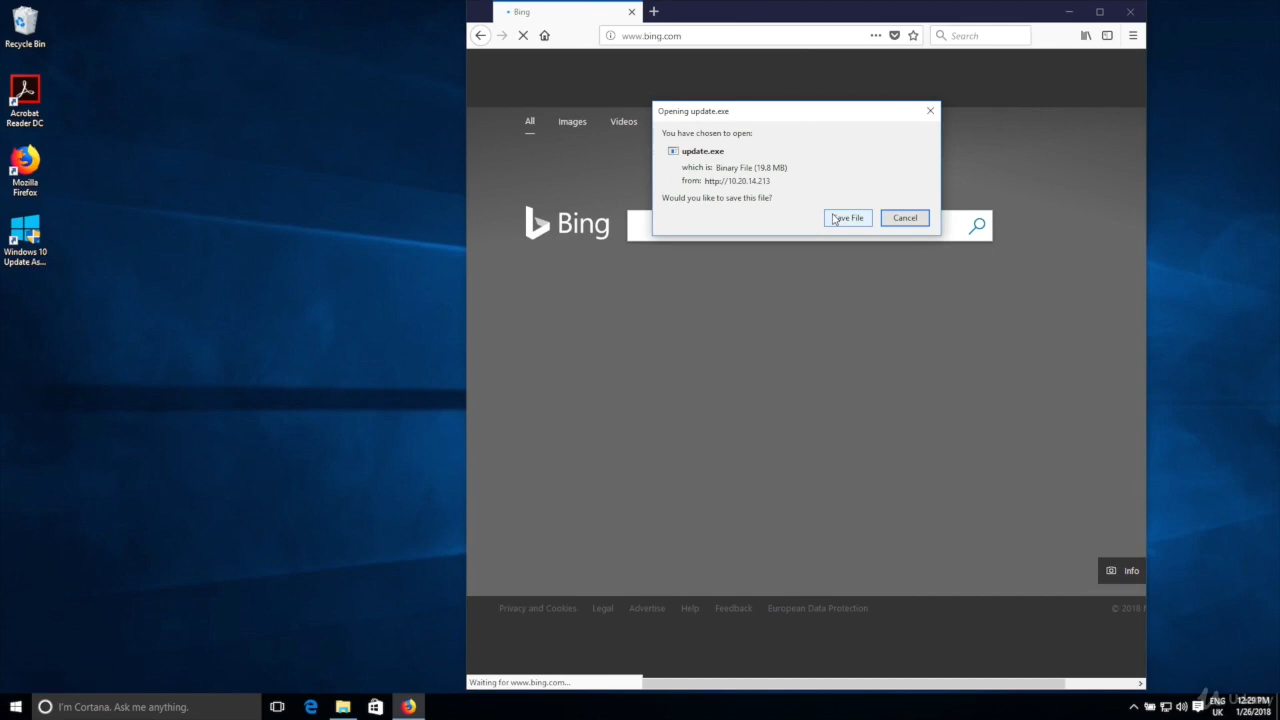 Recycle Bin
Acrobat
Reader DC
Mozilla
Firefox
Windows 10
Update As...
Bing
www.bing.com
Search
All Images Videos
Opening update.exe
You have chosen to open:
update.exe
which is: Binary File (19.8 MB)
from: http://10.20.14.213
Would you like to save this file?
ve File
Cancel
Bing
Info
Privacy and Cookies Legal Advertise Help Feedback European Data Protection
© 2018
Waiting for www.bing.com...
I'm Cortana. Ask me anything.
ENG
UK
12:29 PM
1/26/2018